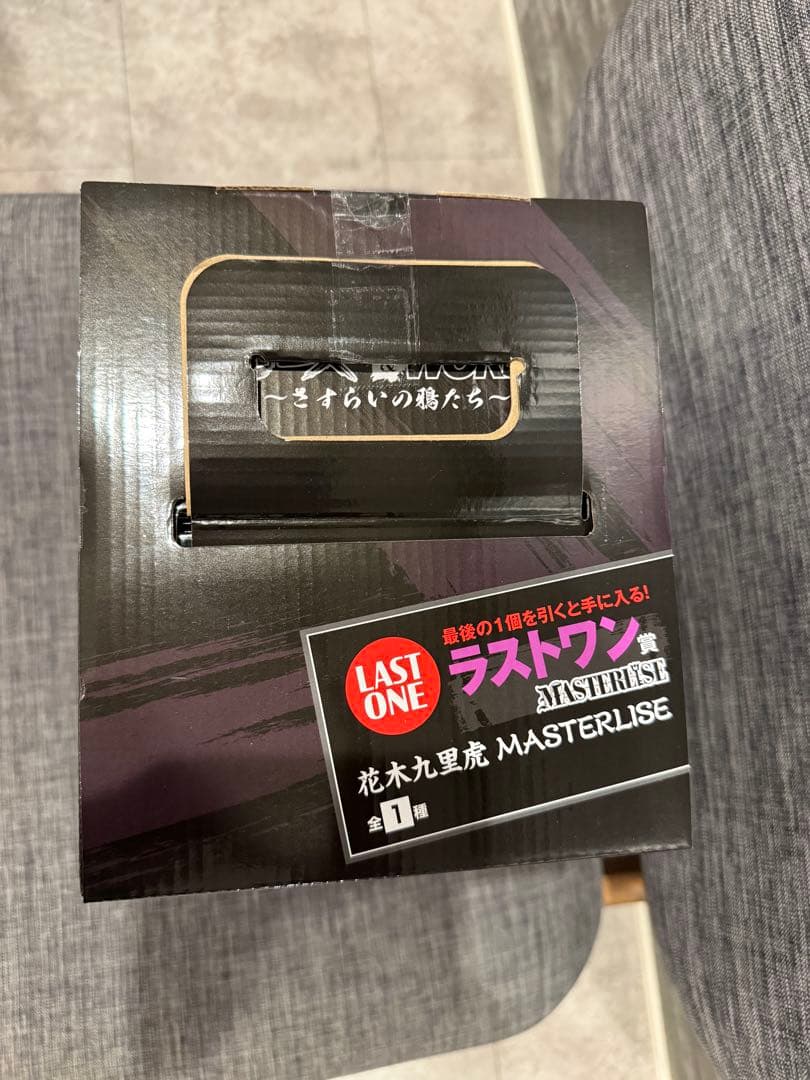 ～さすらいの鴉たち～
最後の1個を引くと手に入る!
LAST
ONE
ラストワン賞
MASTERLISE
花木九里虎 MASTERLISE
全1種